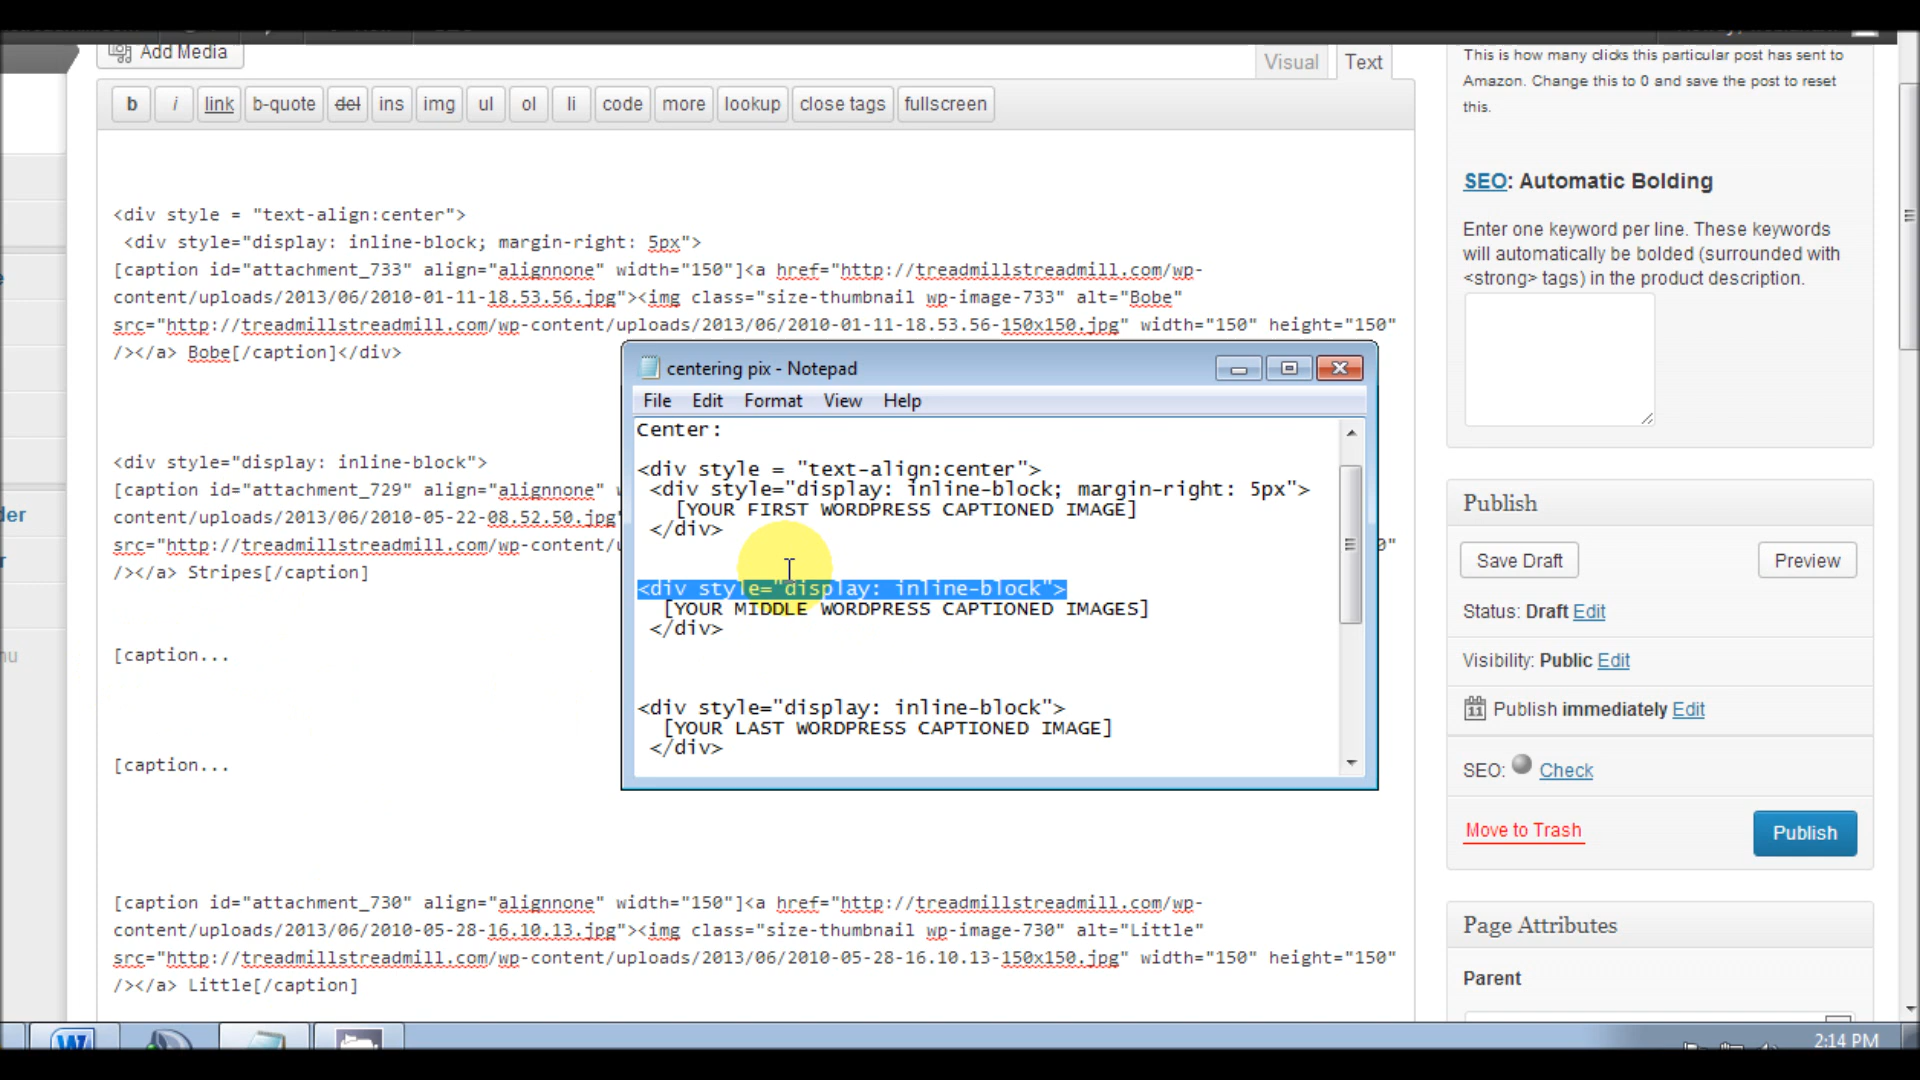 Add Media
Visual
Text
b
i
link
b-quote
del
ins
img
ul
ol
li
code
more
lookup
close tags
fullscreen
<div style = "text-align:center">
<div style="display: inline-block; margin-right: 5px">
[caption id="attachment_733" align="alignnone" width="150"]<a href="http://treadmillstreadmill.com/wp-
content/uploads/2013/06/2010-01-11-18.53.56.jpg"><img class="size-thumbnail wp-image-733" alt="Bobe"
src="http://treadmillstreadmill.com/wp-content/uploads/2013/06/2010-01-11-18.53.56-150x150.jpg" width="150" height="150"
/></a> Bobe[/caption]</div>
<div style="display: inline-block">
[caption id="attachment_729" align="alignnone"
content/uploads/2013/06/2010-05-22-08.52.50.jpg"
src="http://treadmillstreadmill.com/wp-content/
/></a> Stripes[/caption]
[caption...
[caption...
[caption id="attachment_730" align="alignnone" width="150"]<a href="http://treadmillstreadmill.com/wp-
content/uploads/2013/06/2010-05-28-16.10.13.jpg"><img class="size-thumbnail wp-image-730" alt="Little"
src="http://treadmillstreadmill.com/wp-content/uploads/2013/06/2010-05-28-16.10.13-150x150.jpg" width="150" height="150"
/></a> Little[/caption]
centering pix - Notepad
File Edit Format View Help
Center:
<div style = "text-align:center">
<div style="display: inline-block; margin-right: 5px">
[YOUR FIRST WORDPRESS CAPTIONED IMAGE]
</div>
<div style="display: inline-block">
[YOUR MIDDLE WORDPRESS CAPTIONED IMAGES]
</div>
<div style="display: inline-block">
[YOUR LAST WORDPRESS CAPTIONED IMAGE]
</div>
This is how many clicks this particular post has sent to
Amazon. Change this to 0 and save the post to reset
this.
SEO: Automatic Bolding
Enter one keyword per line. These keywords
will automatically be bolded (surrounded with
<strong> tags) in the product description.
Publish
Save Draft
Preview
Status: Draft Edit
Visibility: Public Edit
11
Publish immediately Edit
SEO: Check
Move to Trash
Publish
Page Attributes
Parent
W
2:14 PM